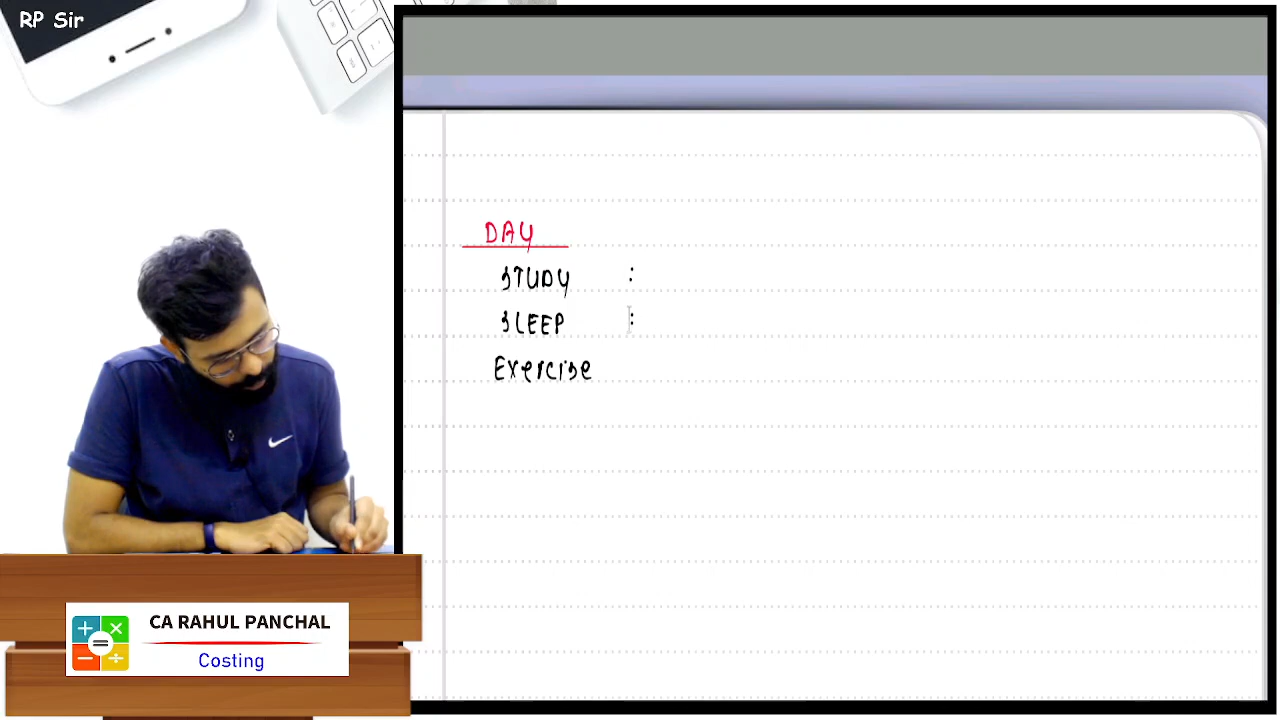 RP Sir
DAY
STUDY :
SLEEP :
Exercise
CA RAHUL PANCHAL
Costing